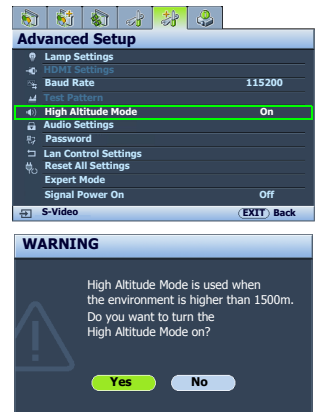 Advanced Setup
Lamp Settings
HDMI Settings
Baud Rate 115200
Test Pattern
High Altitude Mode On
Audio Settings
Password
Lan Control Settings
Reset All Settings
Expert Mode
Signal Power On Off
S-Video EXIT Back
WARNING
High Altitude Mode is used when
the environment is higher than 1500m.
Do you want to turn the
High Altitude Mode on?
Yes No